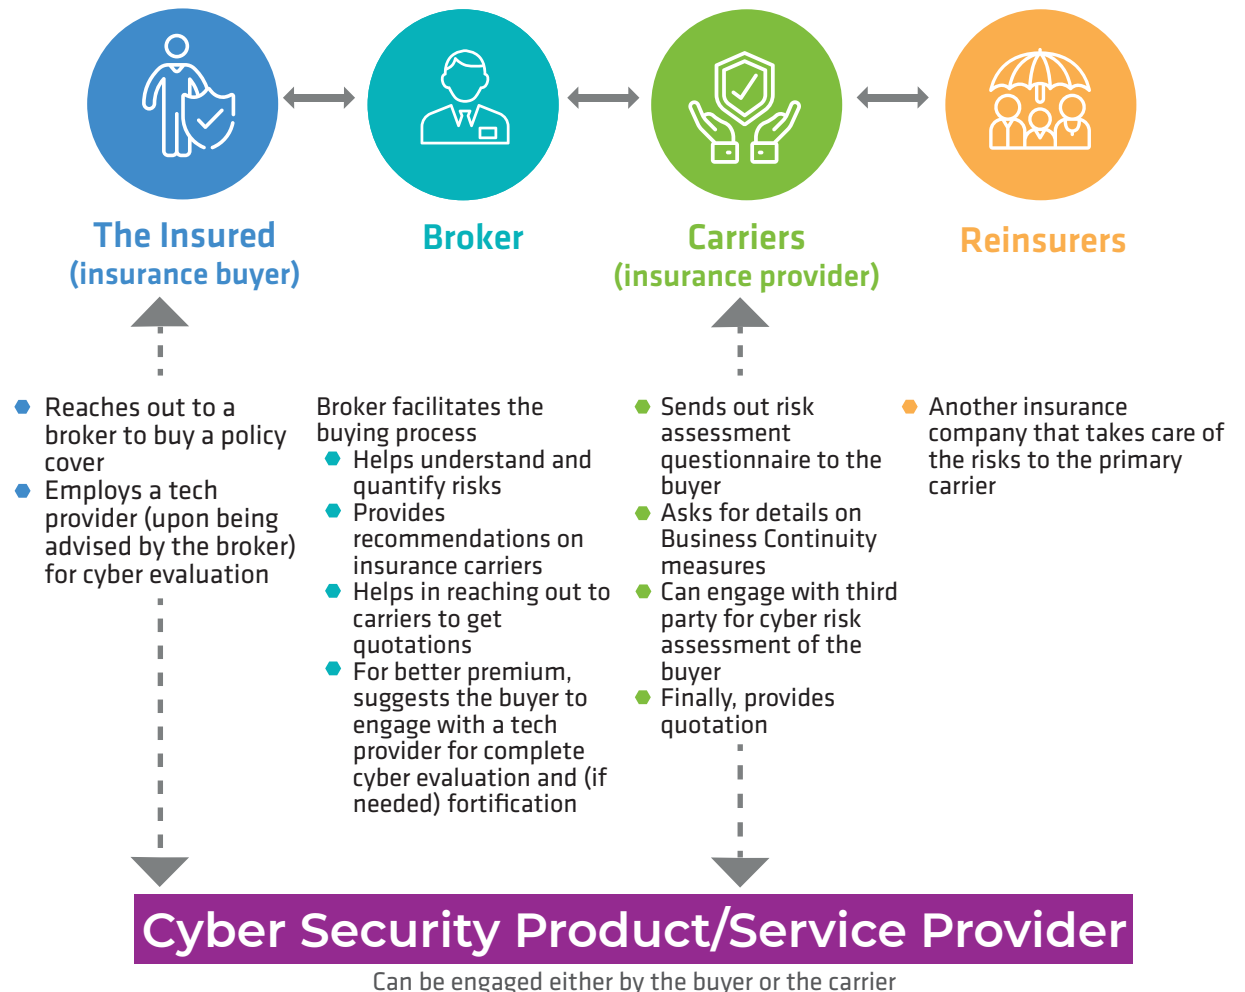 The Insured
(insurance buyer)
Broker
Carriers
(insurance provider)
Reinsurers
Reaches out to a
broker to buy a policy
cover
Employs a tech
provider (upon being
advised by the broker)
for cyber evaluation
Broker facilitates the
buying process
Helps understand and
quantify risks
Provides
recommendations on
insurance carriers
Helps in reaching out to
carriers to get
quotations
For better premium,
suggests the buyer to
engage with a tech
provider for complete
cyber evaluation and (if
needed) fortification
Sends out risk
assessment
questionnaire to the
buyer
Asks for details on
Business Continuity
measures
Can engage with third
party for cyber risk
assessment of the
buyer
Finally, provides
quotation
Another insurance
company that takes care of
the risks to the primary
carrier
Cyber Security Product/Service Provider
Can be engaged either by the buyer or the carrier